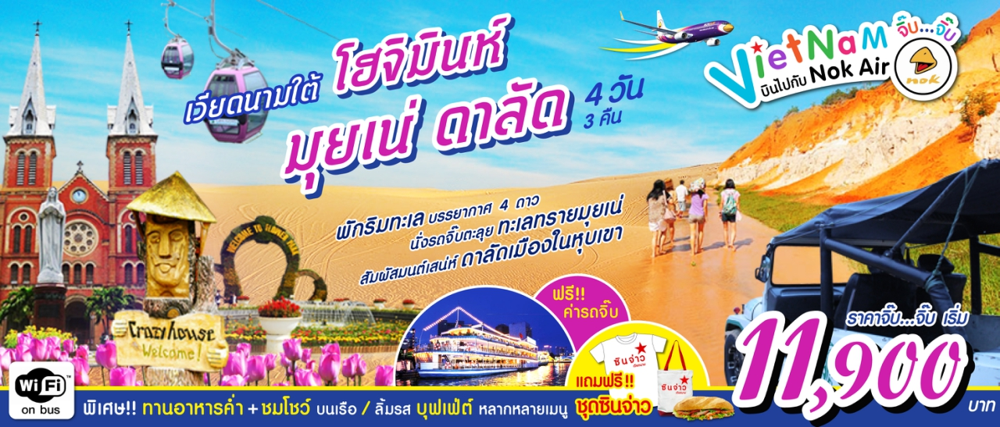 เวียดนามใต้ โฮจิมินห์
มุยเน่ ดาลัด 4 วัน
3 คืน
VietNaM จิ๊บ...จิ๊บ
บินไปกับ Nok Air
nok
พักริมทะเล บรรยากาศ 4 ดาว
นั่งรถจิ๊บตะลุย ทะเลทรายมุยเน่
สัมผัสมนต์เสน่ห์ ดาลัดเมืองในหุบเขา
WELCOME TO FLOWER
Crazy house
Welcome!
ฟรี!!
ค่ารถจิ๊บ
ซินจ่าว
ซินจ่าว
แถมฟรี!!
ชุดซินจ่าว
ราคาจิ๊บ...จิ๊บ เริ่ม
11,900
บาท
Wi Fi TM
on bus
พิเศษ!! ทานอาหารค่ำ + ชมโชว์ บนเรือ / ลิ้มรส บุฟเฟ่ต์ หลากหลายเมนู